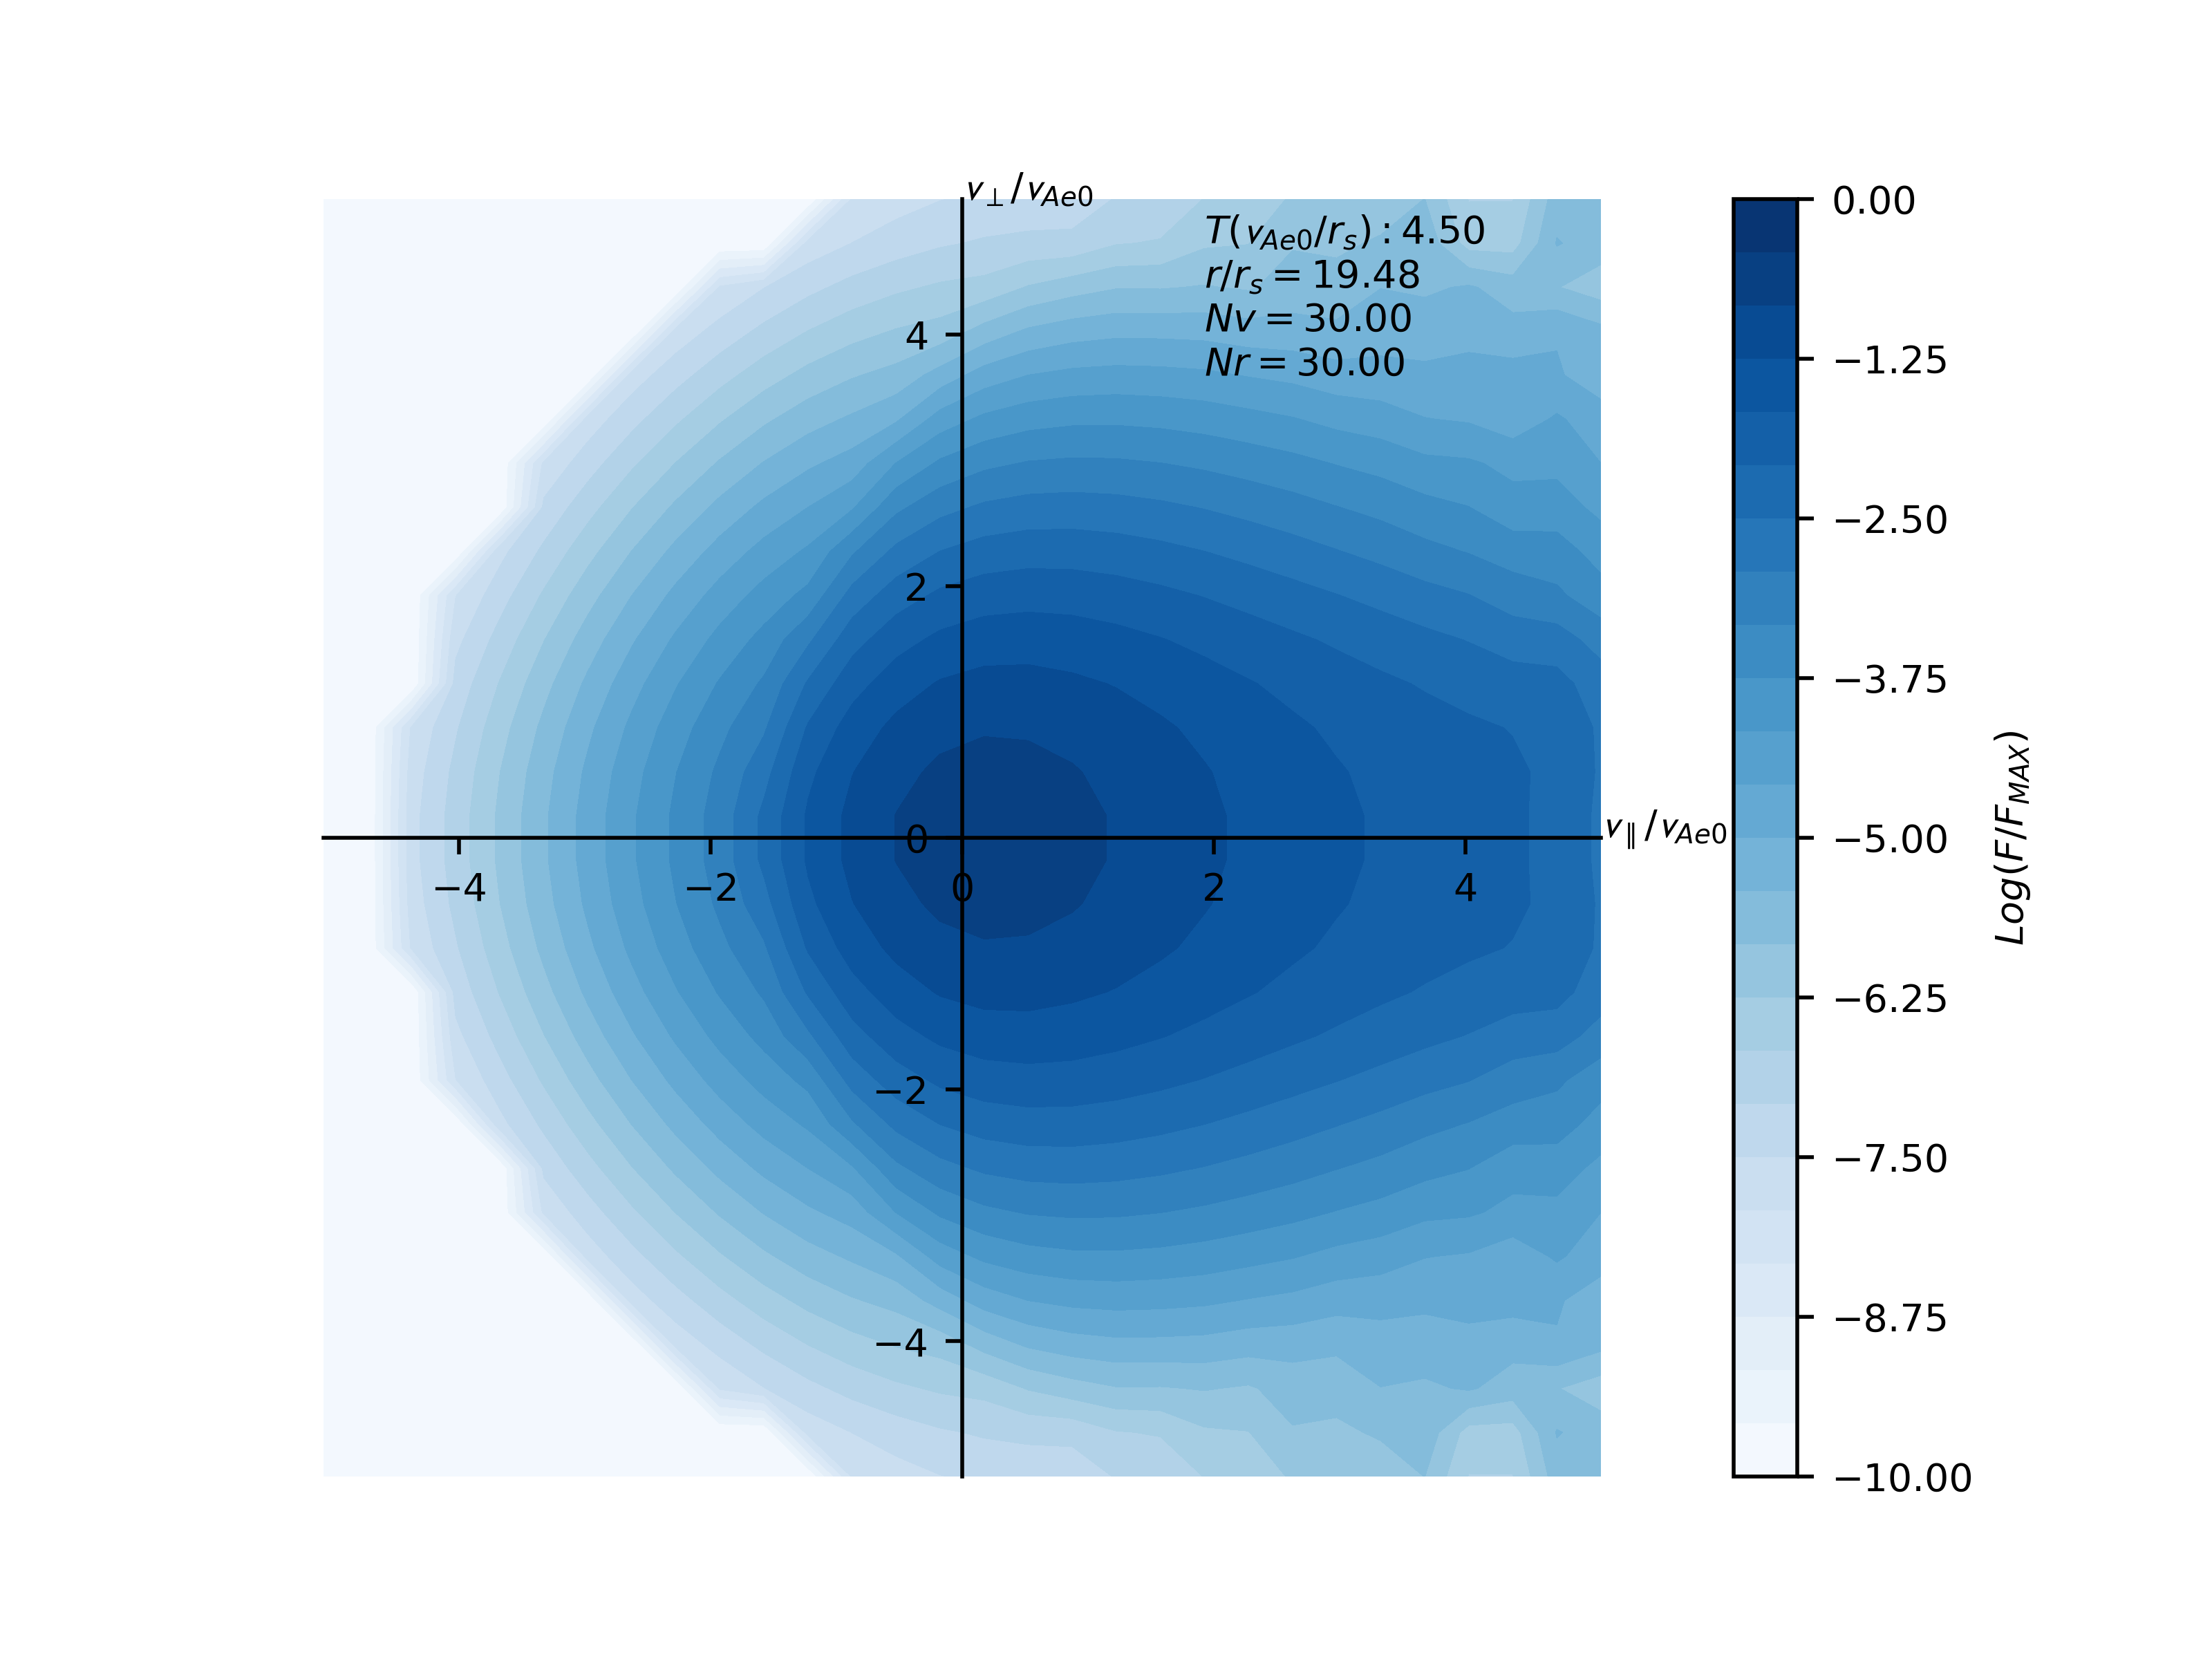 v⊥/vAe0
T(vAe0/rs) : 4.50
r/rs = 19.48
Nv = 30.00
Nr = 30.00
4
2
0
−2
−4
−4 −2 0 2 4
v∥/vAe0
0.00
−1.25
−2.50
−3.75
−5.00
−6.25
−7.50
−8.75
−10.00
Log(F/FMAX)